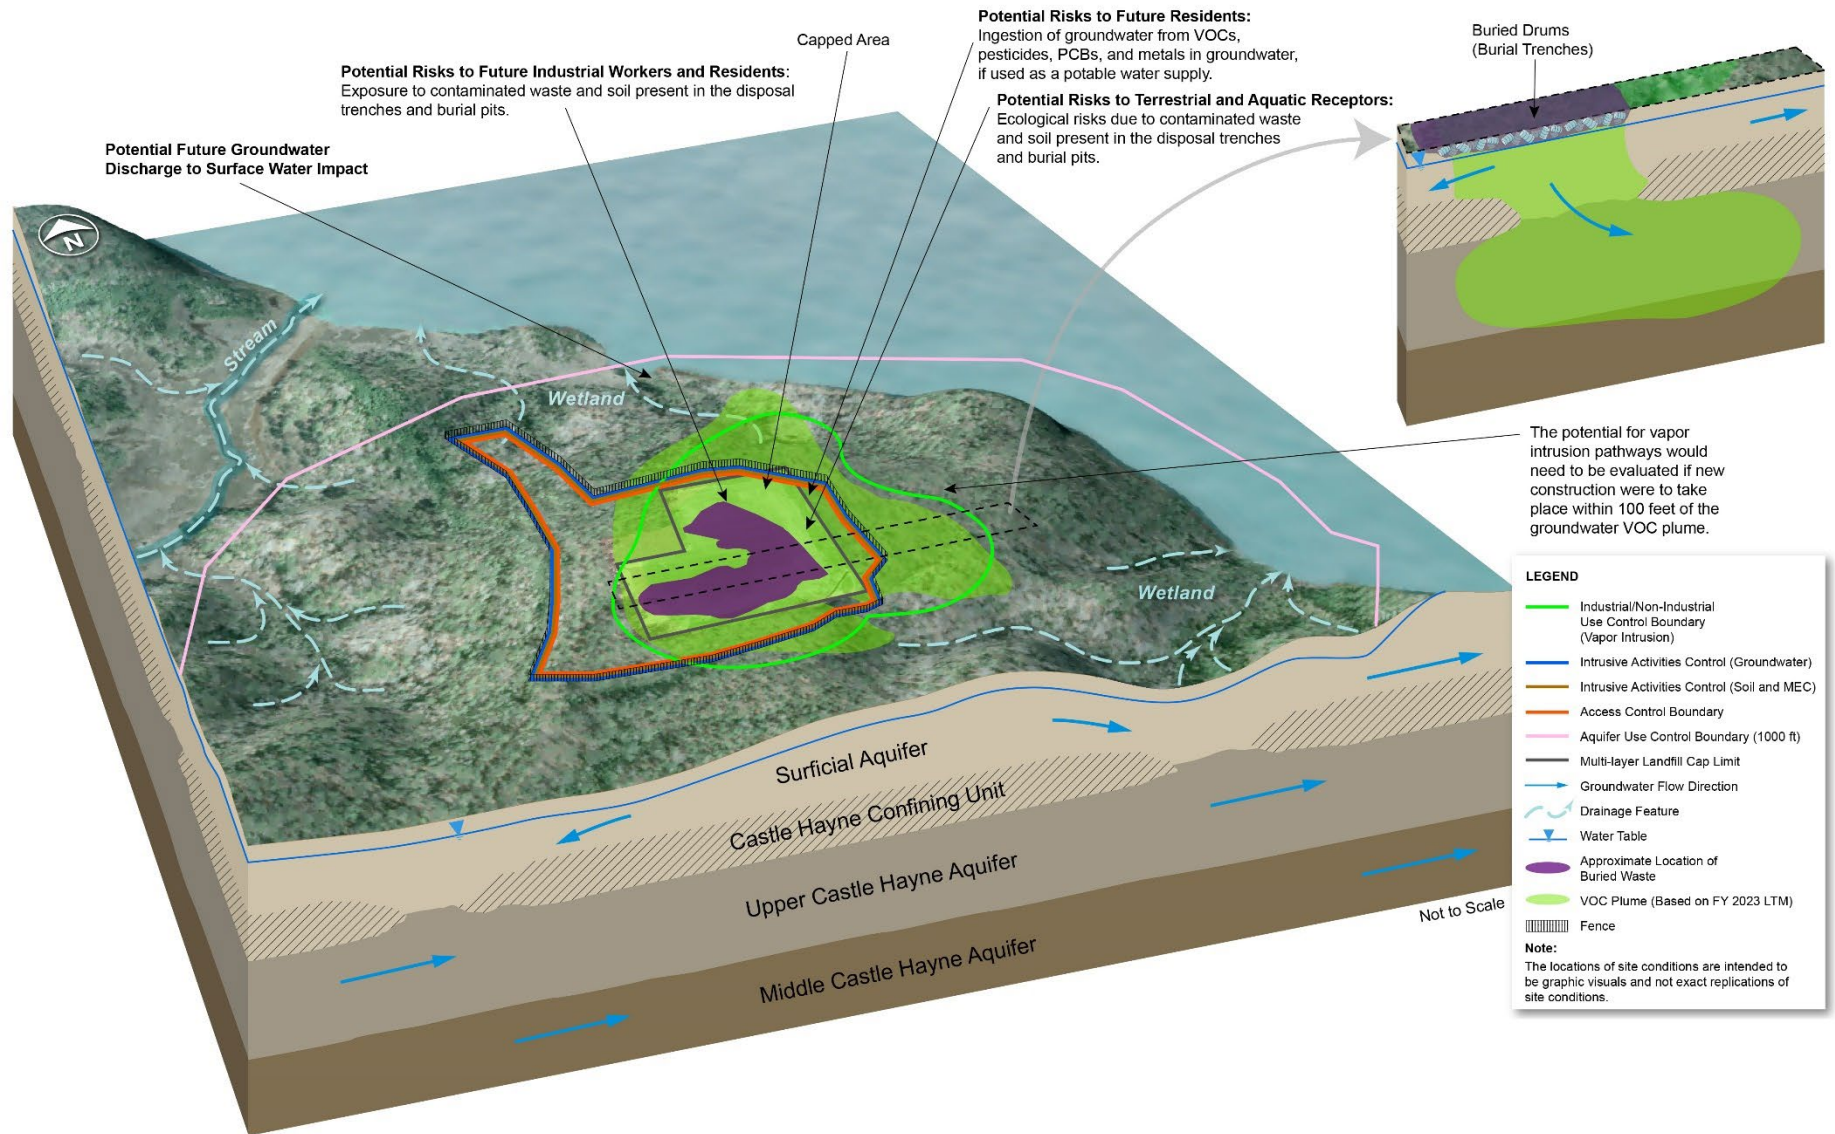 Potential Risks to Future Residents:
Ingestion of groundwater from VOCs,
pesticides, PCBs, and metals in groundwater,
if used as a potable water supply.
Capped Area
Buried Drums
(Burial Trenches)
Potential Risks to Future Industrial Workers and Residents:
Exposure to contaminated waste and soil present in the disposal
trenches and burial pits.
Potential Risks to Terrestrial and Aquatic Receptors:
Ecological risks due to contaminated waste
and soil present in the disposal trenches
and burial pits.
Potential Future Groundwater
Discharge to Surface Water Impact
N
Stream
Wetland
The potential for vapor
intrusion pathways would
need to be evaluated if new
construction were to take
place within 100 feet of the
groundwater VOC plume.
Wetland
Surficial Aquifer
Castle Hayne Confining Unit
Upper Castle Hayne Aquifer
Middle Castle Hayne Aquifer
Not to Scale
LEGEND
Industrial/Non-Industrial
Use Control Boundary
(Vapor Intrusion)
Intrusive Activities Control (Groundwater)
Intrusive Activities Control (Soil and MEC)
Access Control Boundary
Aquifer Use Control Boundary (1000 ft)
Multi-layer Landfill Cap Limit
Groundwater Flow Direction
Drainage Feature
Water Table
Approximate Location of
Buried Waste
VOC Plume (Based on FY 2023 LTM)
Fence
Note:
The locations of site conditions are intended to
be graphic visuals and not exact replications of
site conditions.